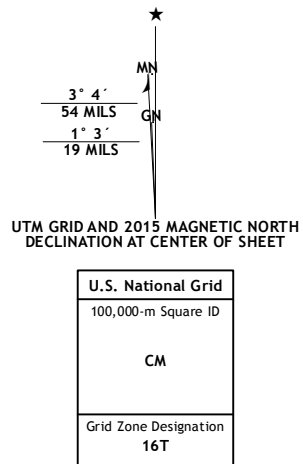 ★
MN
3° 4´
54 MILS
GN
1° 3´
19 MILS
UTM GRID AND 2015 MAGNETIC NORTH
DECLINATION AT CENTER OF SHEET
U.S. National Grid
100,000-m Square ID
CM
Grid Zone Designation
16T